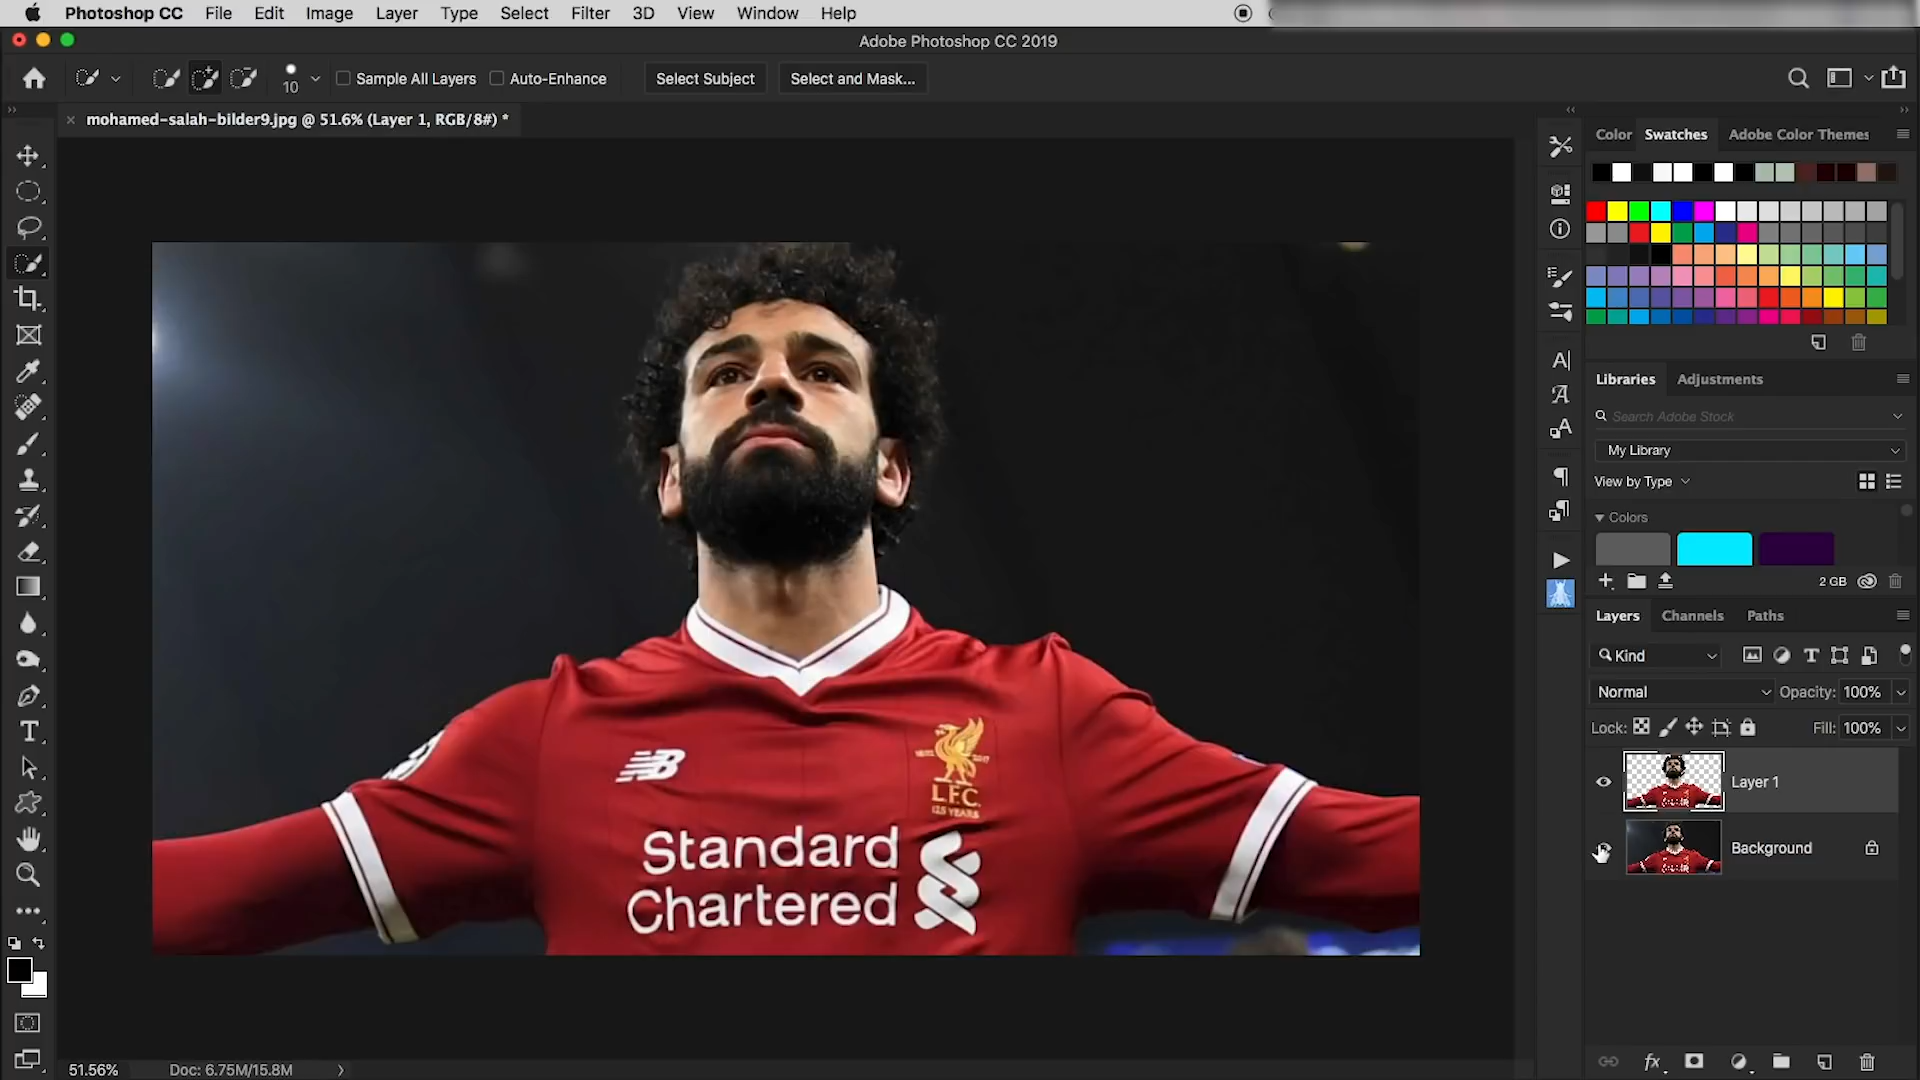 Photoshop CC File Edit Image Layer Type Select Filter 3D View Window Help
Adobe Photoshop CC 2019
10 Sample All Layers Auto-Enhance Select Subject Select and Mask...
× mohamed-salah-bilder9.jpg @ 51.6% (Layer 1, RGB/8#) *
Color Swatches Adobe Color Themes
Libraries Adjustments
Search Adobe Stock
My Library
View by Type
Colors
2 GB
Layers Channels Paths
Kind
Normal Opacity: 100%
Lock: Fill: 100%
Layer 1
Background
NB
L.F.C.
125 YEARS
Standard
Chartered
51.56% Doc: 6.75M/15.8M